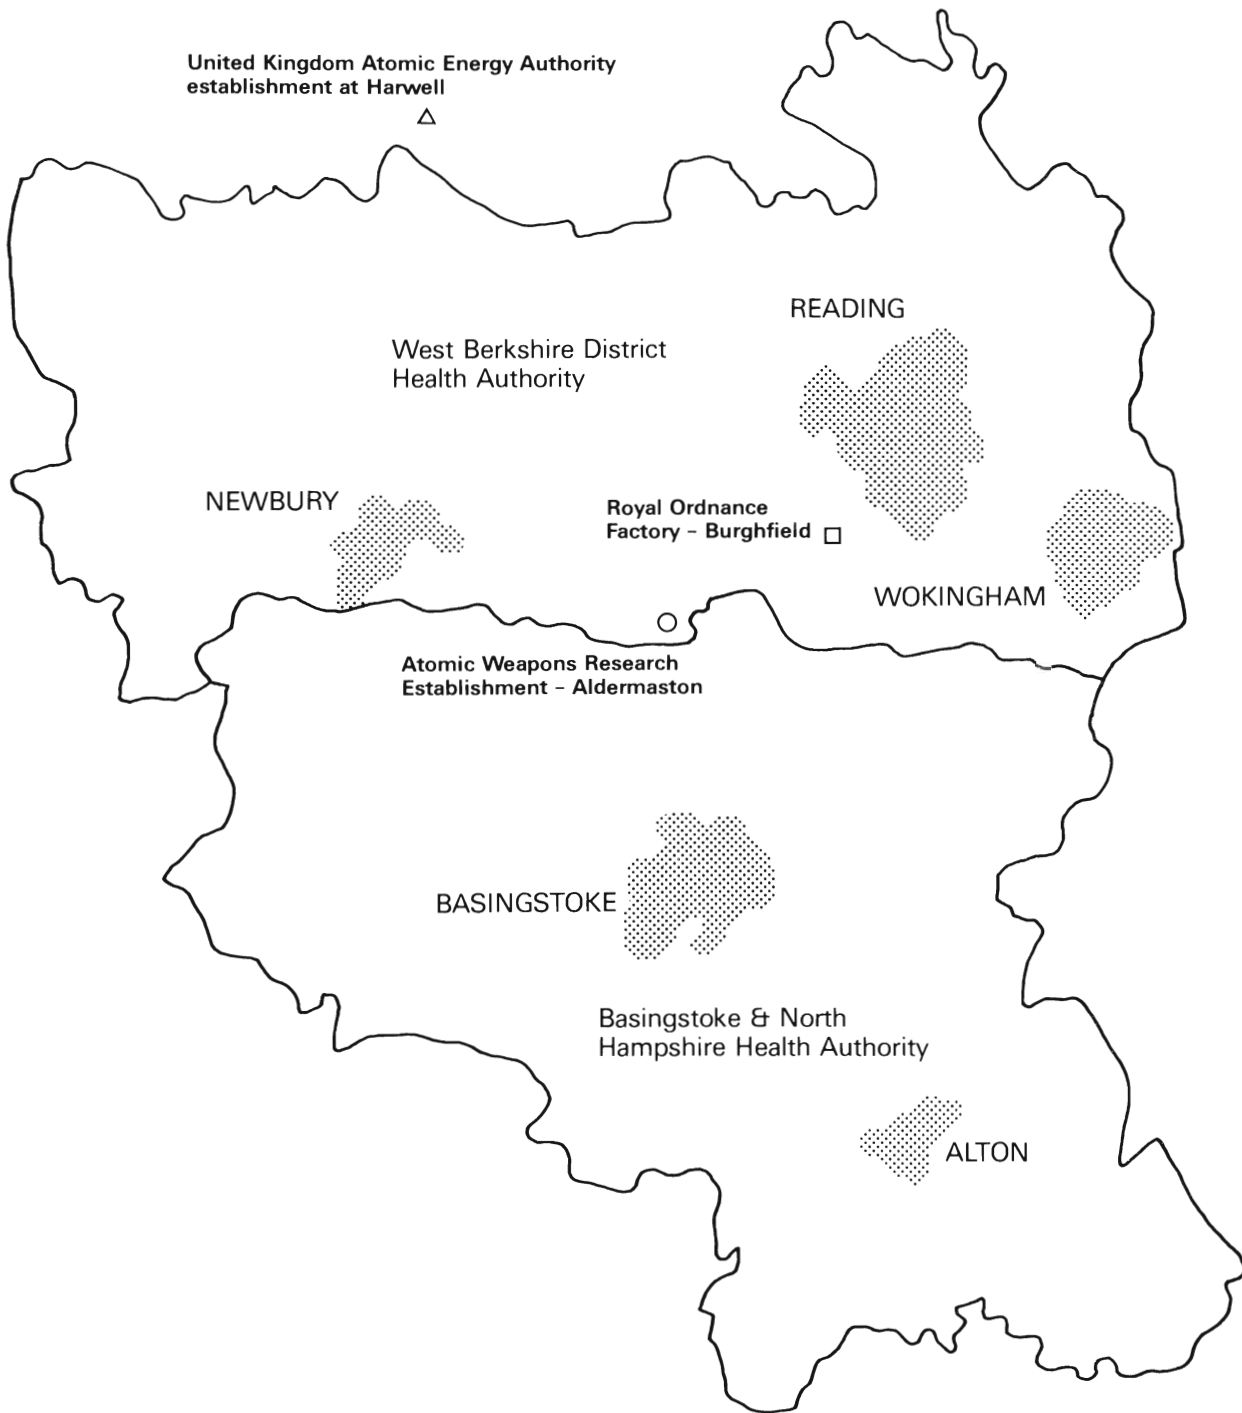 United Kingdom Atomic Energy Authority
establishment at Harwell
READING
West Berkshire District
Health Authority
NEWBURY
Royal Ordnance
Factory – Burghfield
WOKINGHAM
Atomic Weapons Research
Establishment – Aldermaston
BASINGSTOKE
Basingstoke & North
Hampshire Health Authority
ALTON